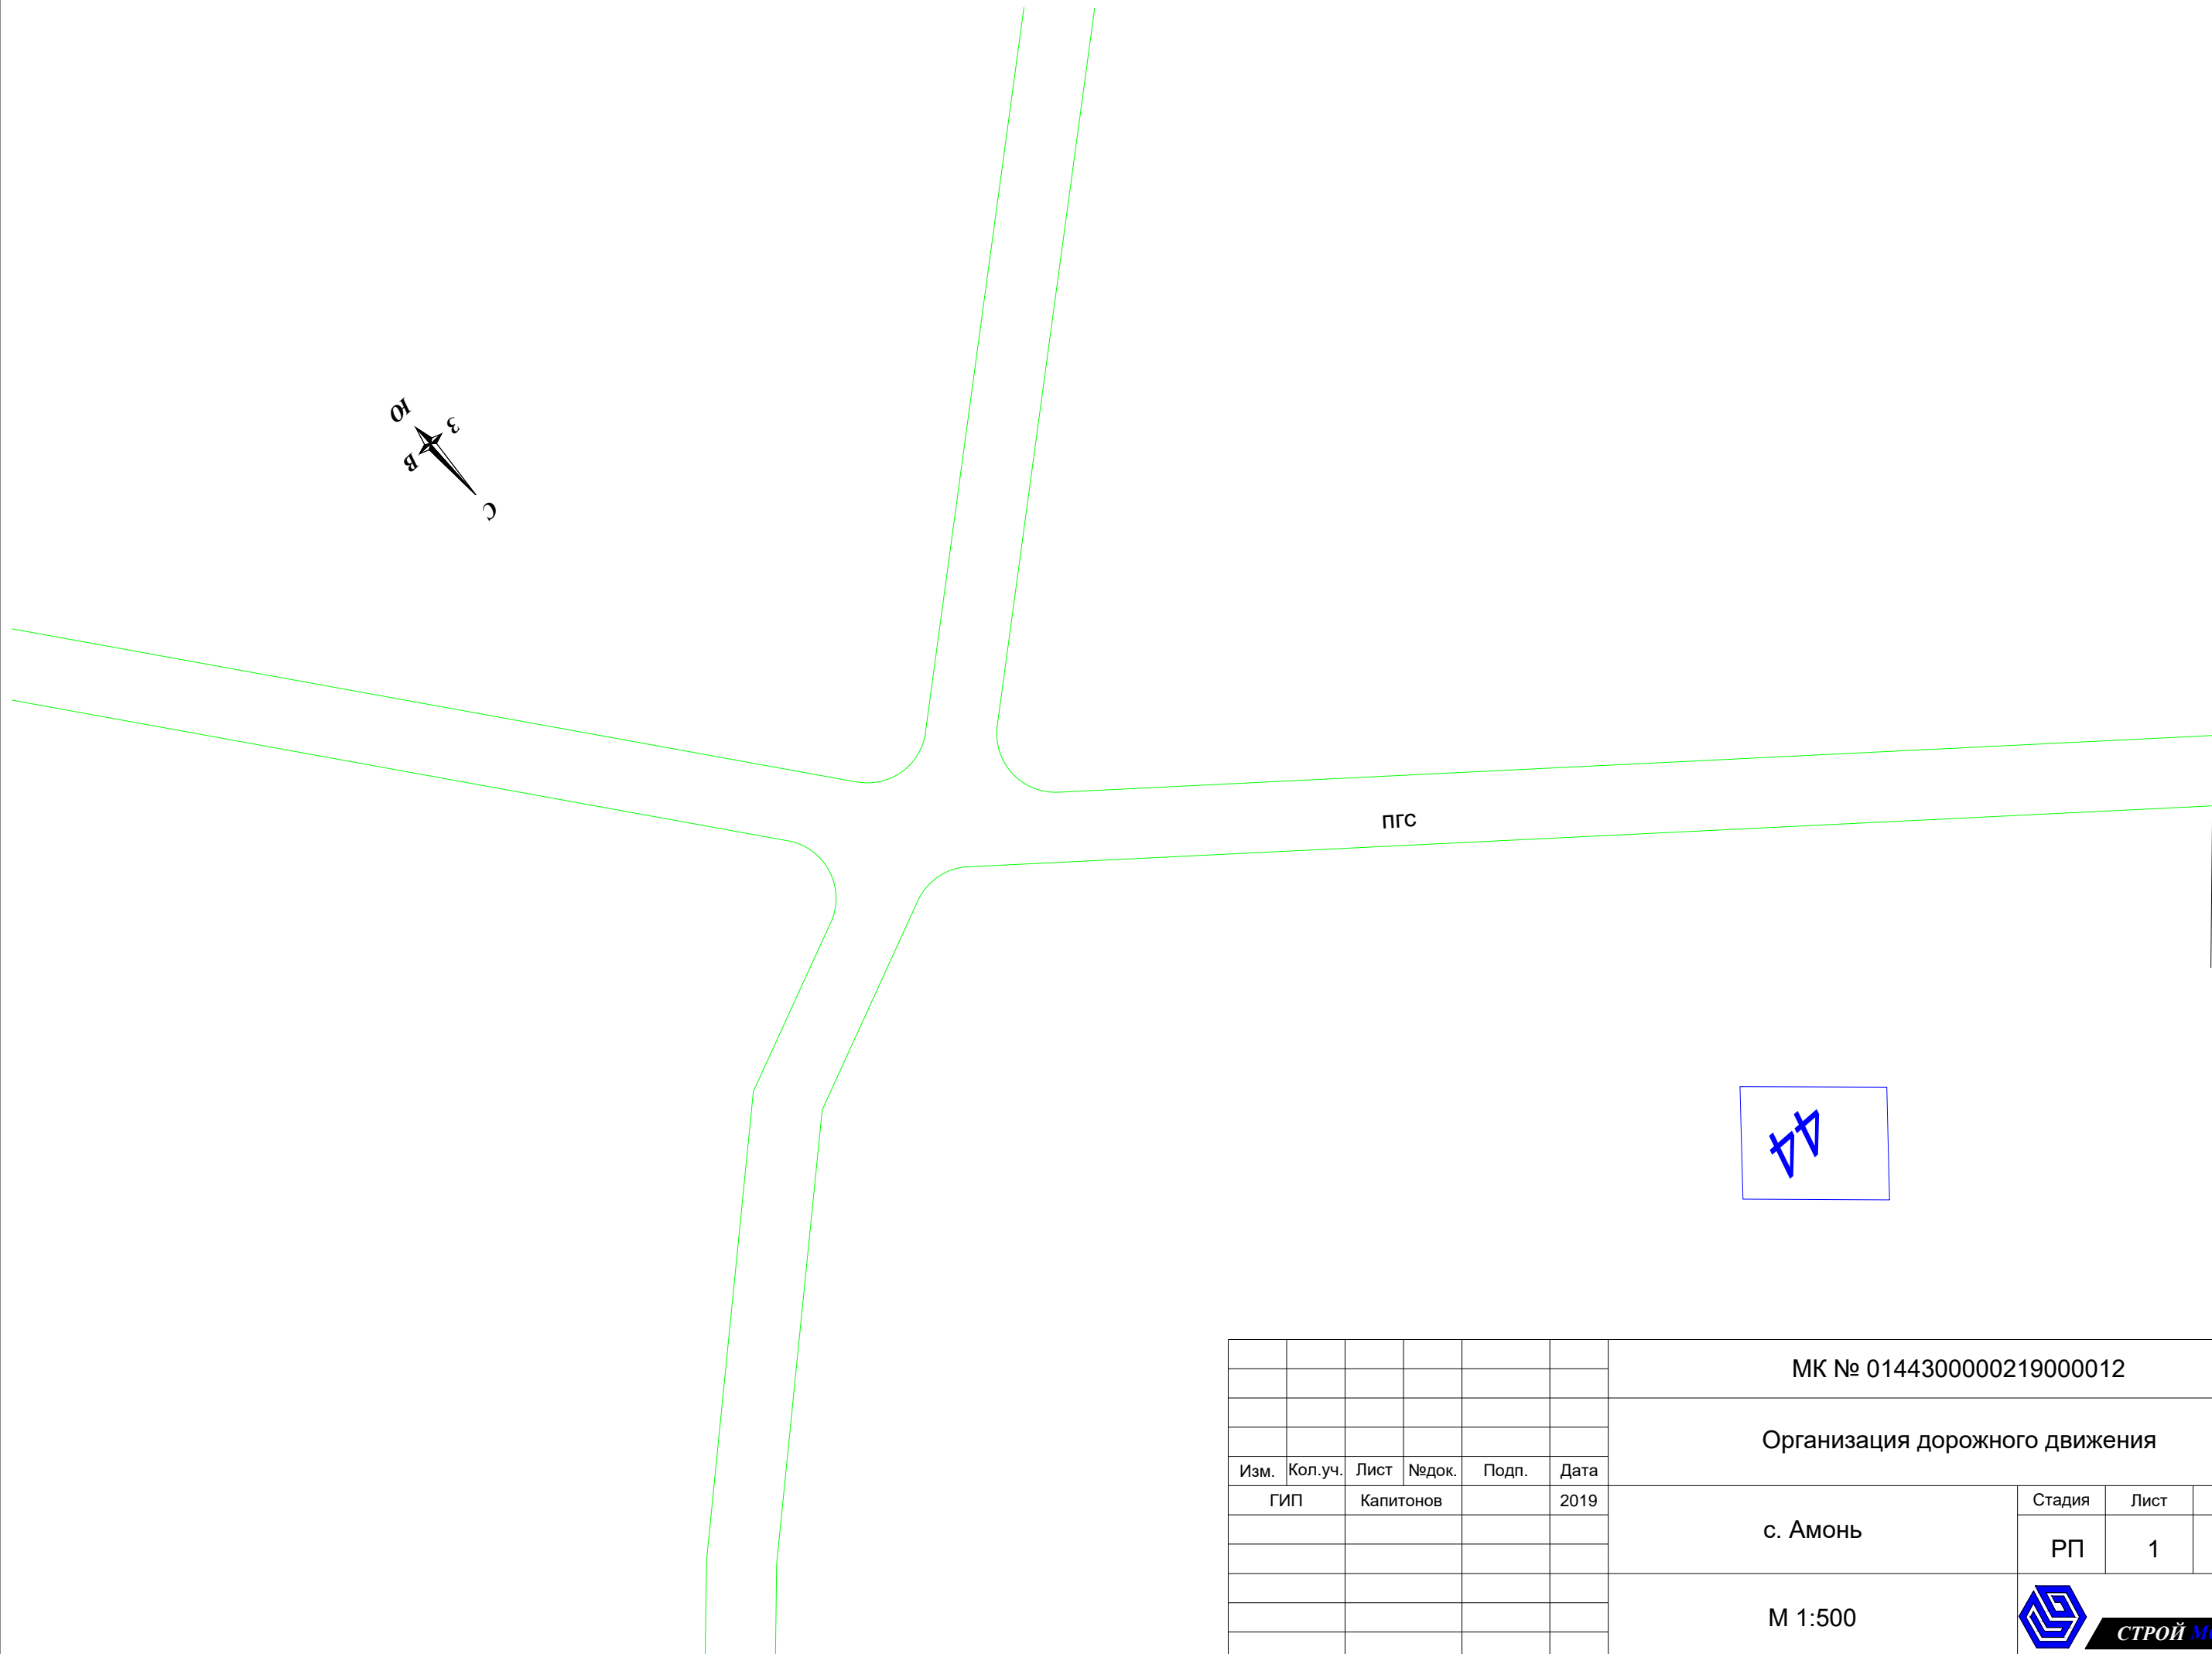 Ю
З
В
С
пгс
44
МК № 0144300000219000012
Организация дорожного движения
Изм. Кол.уч. Лист №док. Подп. Дата
ГИП Капитонов 2019
Стадия Лист
с. Амонь
РП 1
М 1:500
СТРОЙ